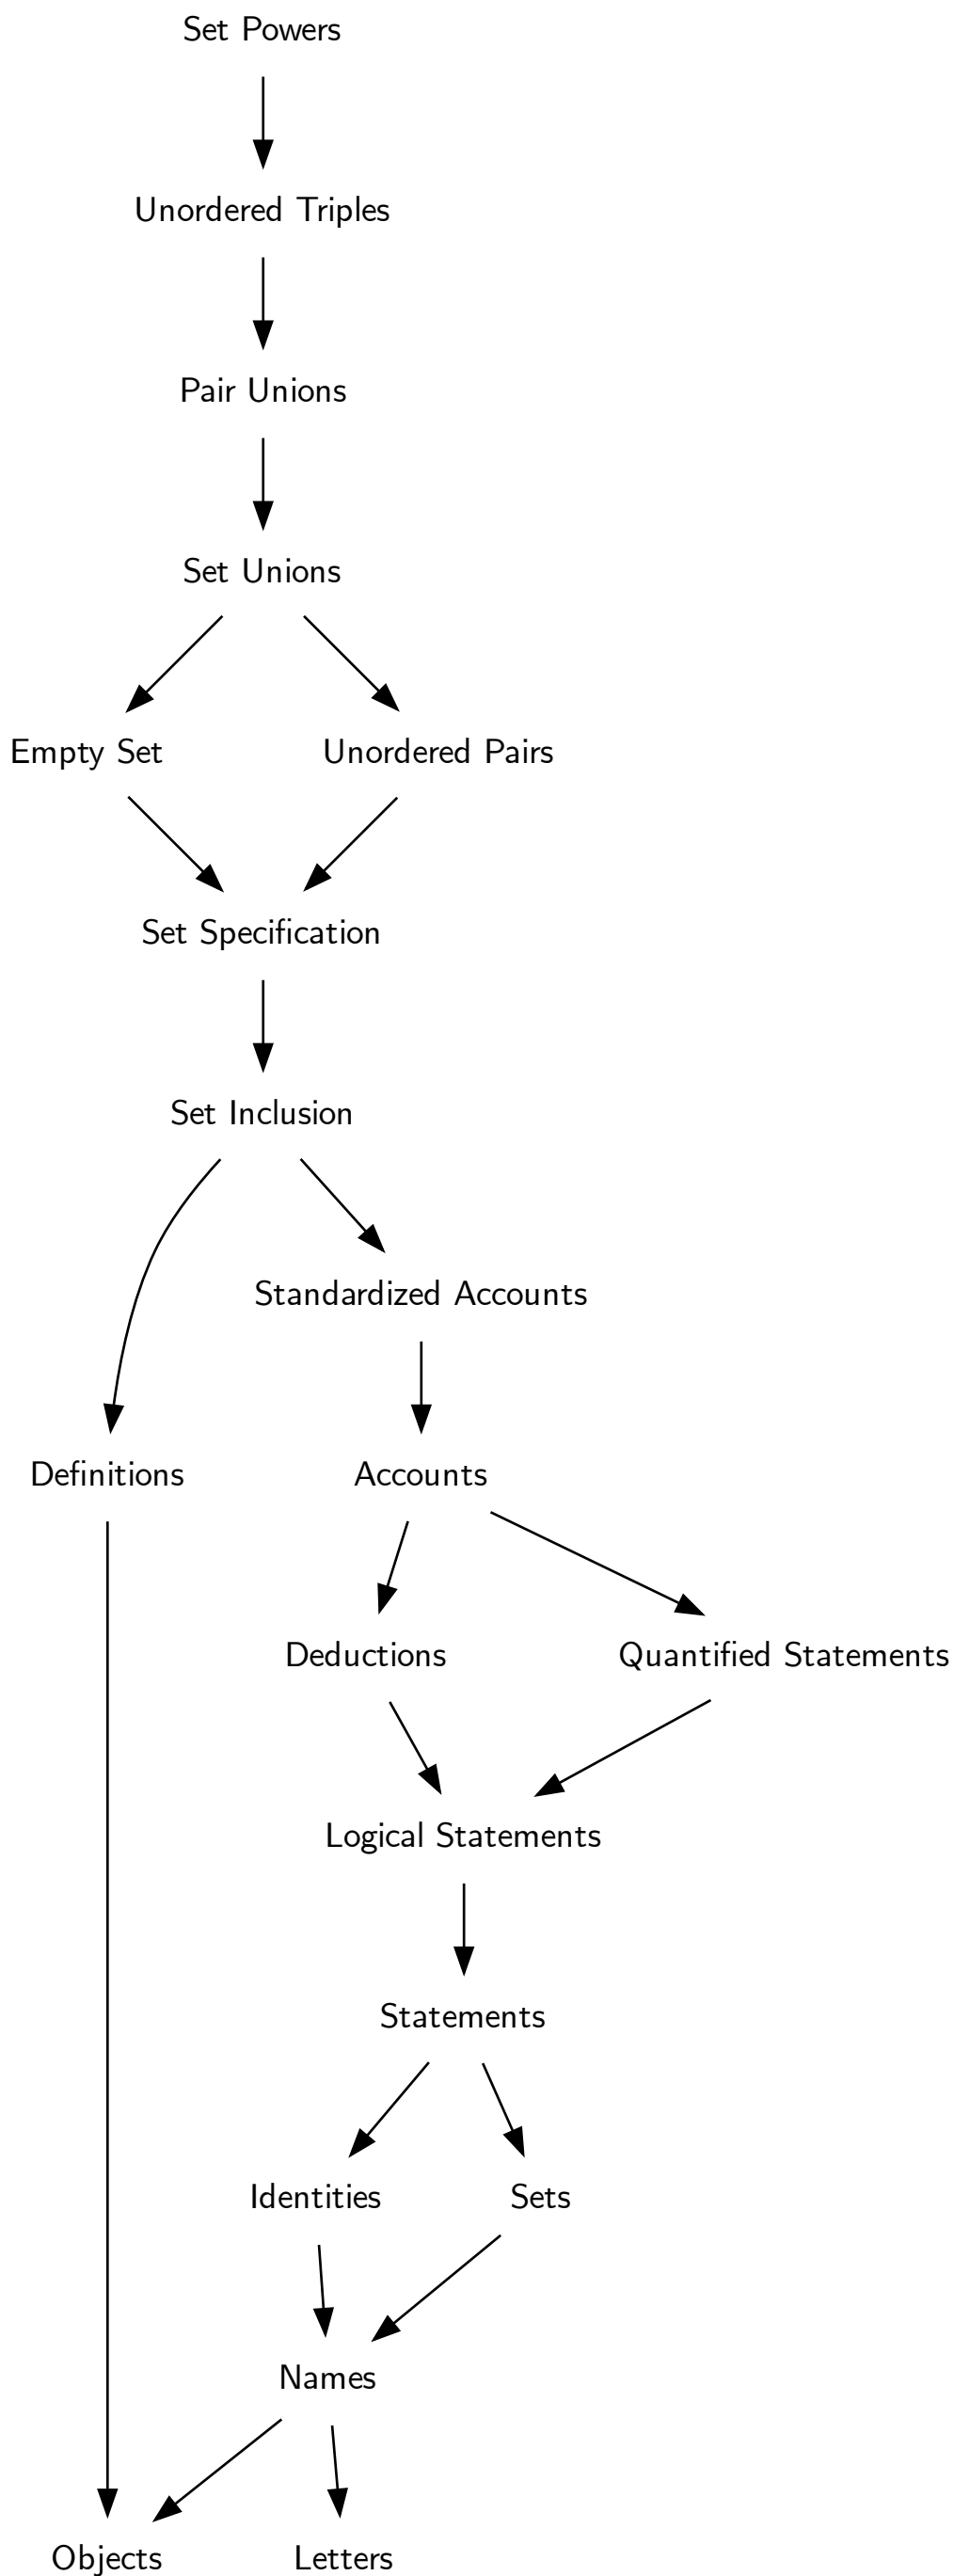 Set Powers
Unordered Triples
Pair Unions
Set Unions
Empty Set
Unordered Pairs
Set Specification
Set Inclusion
Standardized Accounts
Definitions
Accounts
Deductions
Quantified Statements
Logical Statements
Statements
Identities
Sets
Names
Objects
Letters